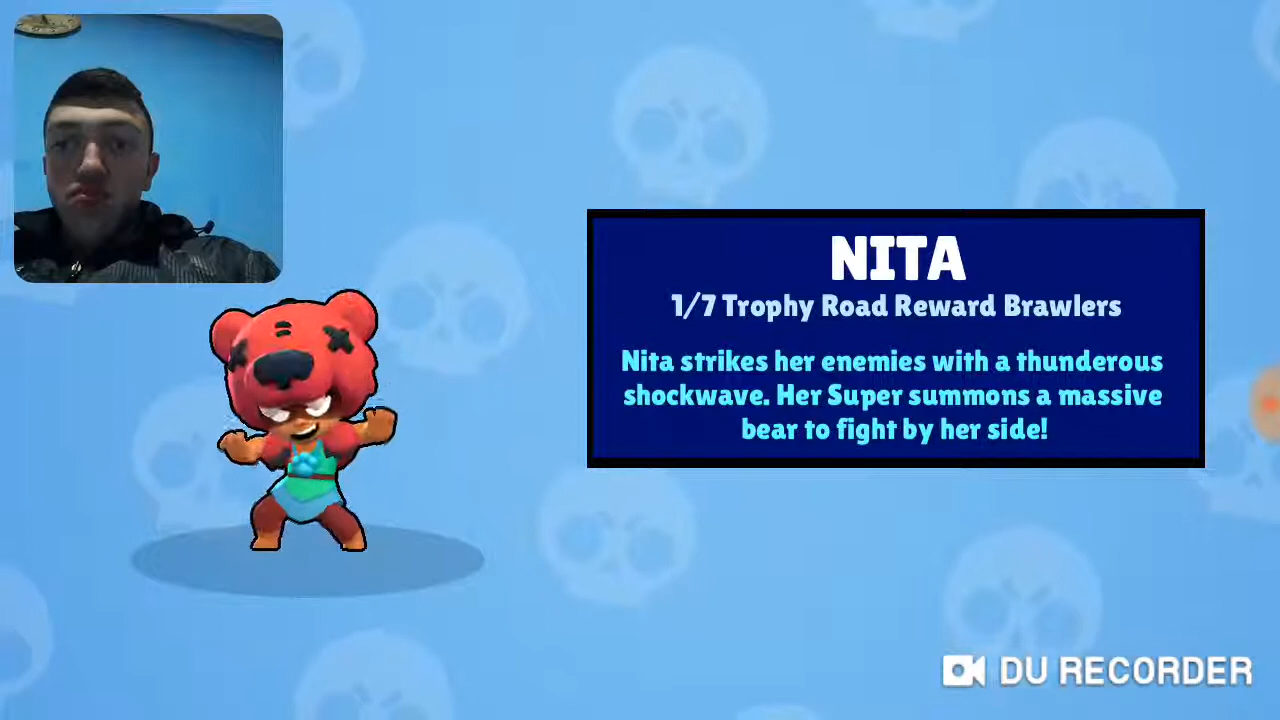 NITA
1/7 Trophy Road Reward Brawlers
Nita strikes her enemies with a thunderous
shockwave. Her Super summons a massive
bear to fight by her side!
DU RECORDER